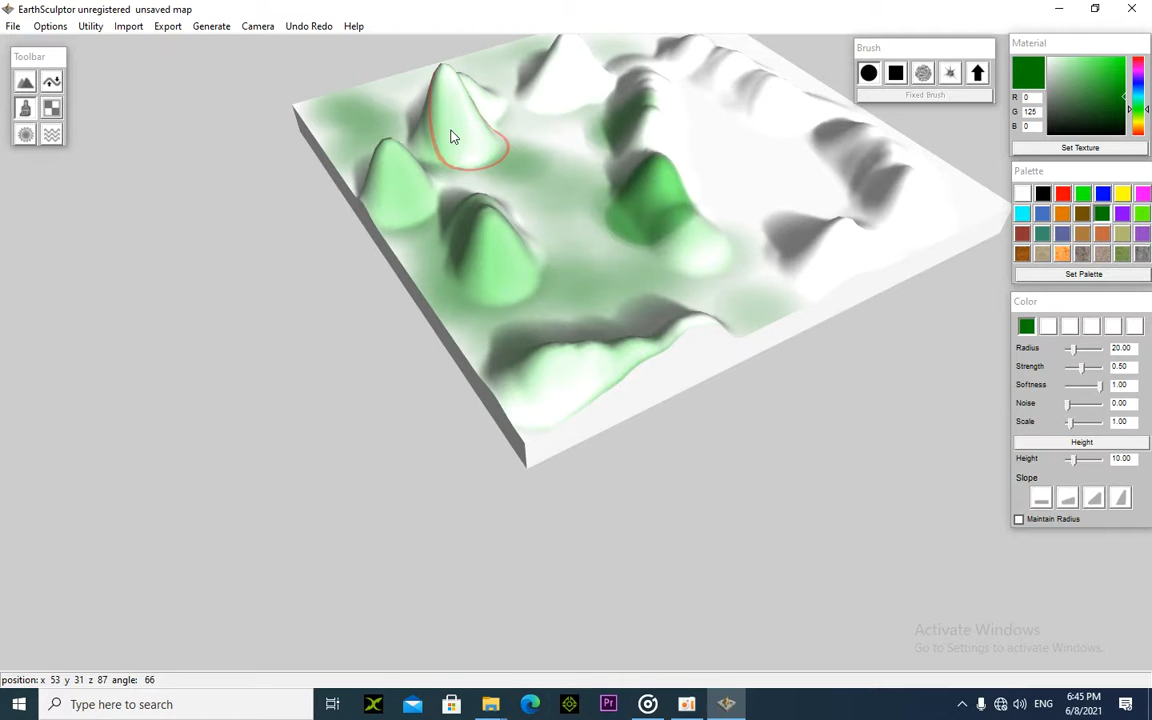 EarthSculptor unregistered  unsaved map
File Options Utility Import Export Generate Camera Undo Redo Help
Toolbar
Brush
Fixed Brush
Material
R 0
G 125
B 0
Set Texture
Palette
Set Palette
Color
Radius 20.00
Strength 0.50
Softness 1.00
Noise 0.00
Scale 1.00
Height
Height 10.00
Slope
Maintain Radius
Activate Windows
Go to Settings to activate Windows.
position: x 53 y 31 z 87 angle: 66
Type here to search
Pr
ENG
6:45 PM
6/8/2021